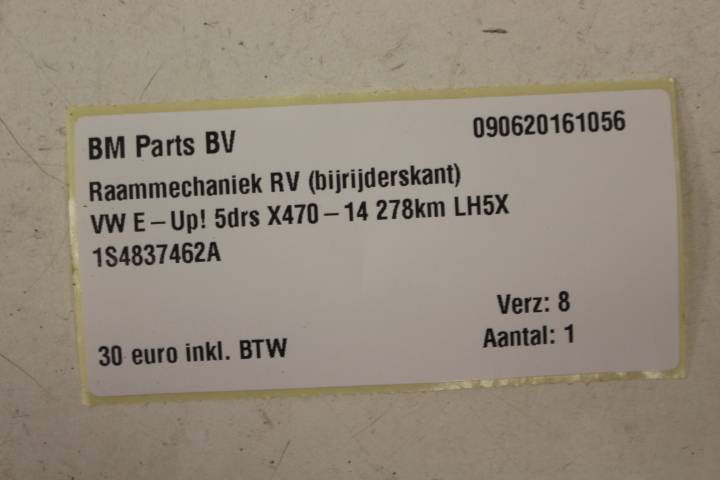 BM Parts BV
090620161056
Raammechaniek RV (bijrijderskant)
VW E-Up! 5drs X470-14 278km LH5X
1S4837462A
Verz: 8
30 euro inkl. BTW
Aantal: 1